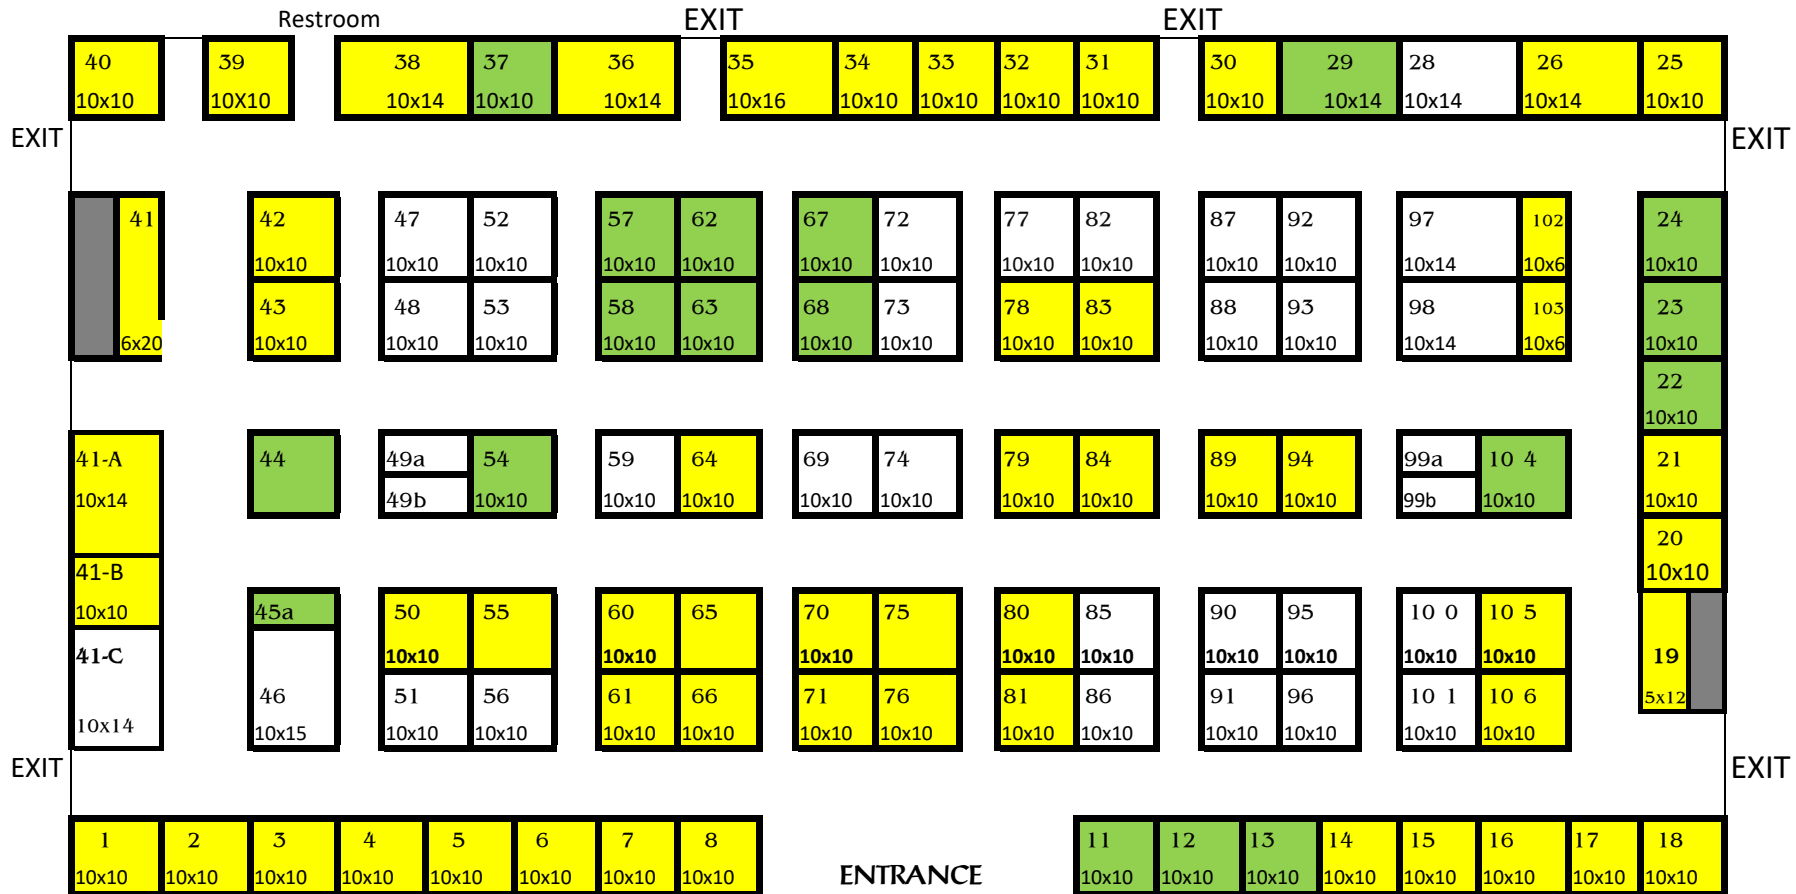 Restroom EXIT EXIT
40 39 38 37 36 35 34 33 32 31 30 29 28 26 25
10x10 10X10 10x14 10x10 10x14 10x16 10x10 10x10 10x10 10x10 10x10 10x14 10x14 10x14 10x10
EXIT EXIT
41 42 47 52 57 62 67 72 77 82 87 92 97 102 24
10x10 10x10 10x10 10x10 10x10 10x10 10x10 10x10 10x10 10x10 10x10 10x14 10x6 10x10
43 48 53 58 63 68 73 78 83 88 93 98 103 23
6x20 10x10 10x10 10x10 10x10 10x10 10x10 10x10 10x10 10x10 10x10 10x10 10x14 10x6 10x10
22
10x10
41-A 44 49a 54 59 64 69 74 79 84 89 94 99a 10 4 21
10x14 49b 10x10 10x10 10x10 10x10 10x10 10x10 10x10 10x10 10x10 99b 10x10 10x10
20
41-B 10x10
10x10 45a 50 55 60 65 70 75 80 85 90 95 10 0 10 5
41-C 10x10 10x10 10x10 10x10 10x10 10x10 10x10 10x10 10x10 19
46 51 56 61 66 71 76 81 86 91 96 10 1 10 6 5x12
10x14 10x15 10x10 10x10 10x10 10x10 10x10 10x10 10x10 10x10 10x10 10x10 10x10 10x10
EXIT EXIT
1 2 3 4 5 6 7 8 11 12 13 14 15 16 17 18
10x10 10x10 10x10 10x10 10x10 10x10 10x10 10x10 ENTRANCE 10x10 10x10 10x10 10x10 10x10 10x10 10x10 10x10